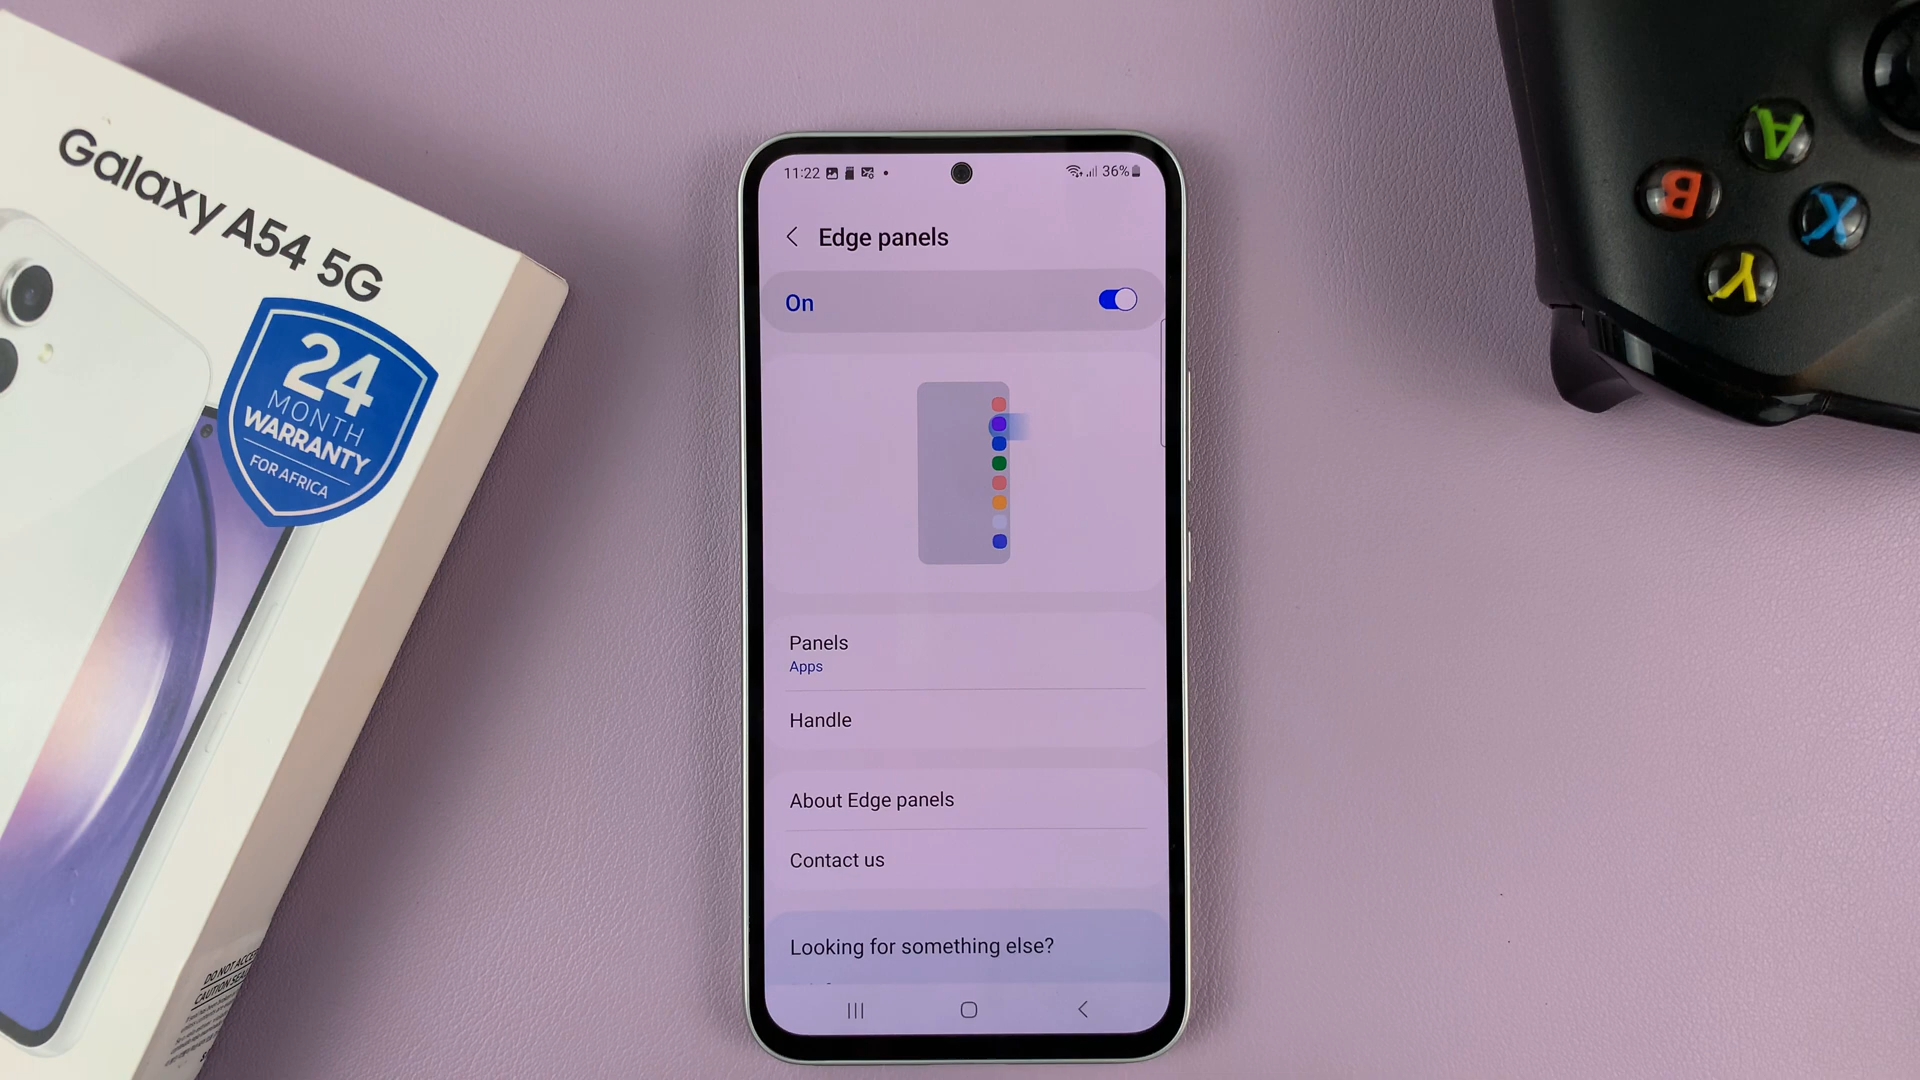 Galaxy A54 5G
24
MONTH
WARRANTY
FOR AFRICA
11:22
36%
Edge panels
On
Panels
Apps
Handle
About Edge panels
Contact us
Looking for something else?
A
B
X
Y